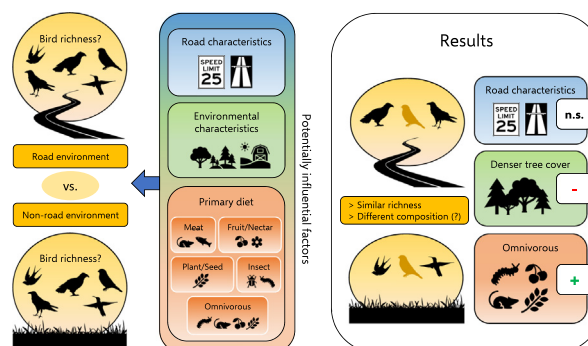 Bird richness?
Road environment
vs.
Non-road environment
Bird richness?
Road characteristics
SPEED
LIMIT
25
Environmental
characteristics
Primary diet
Meat
Fruit/Nectar
Plant/Seed
Insect
Omnivorous
Potentially influential factors
Results
> Similar richness
> Different composition (?)
Road characteristics
SPEED
LIMIT
25
n.s.
Denser tree cover
-
Omnivorous
+